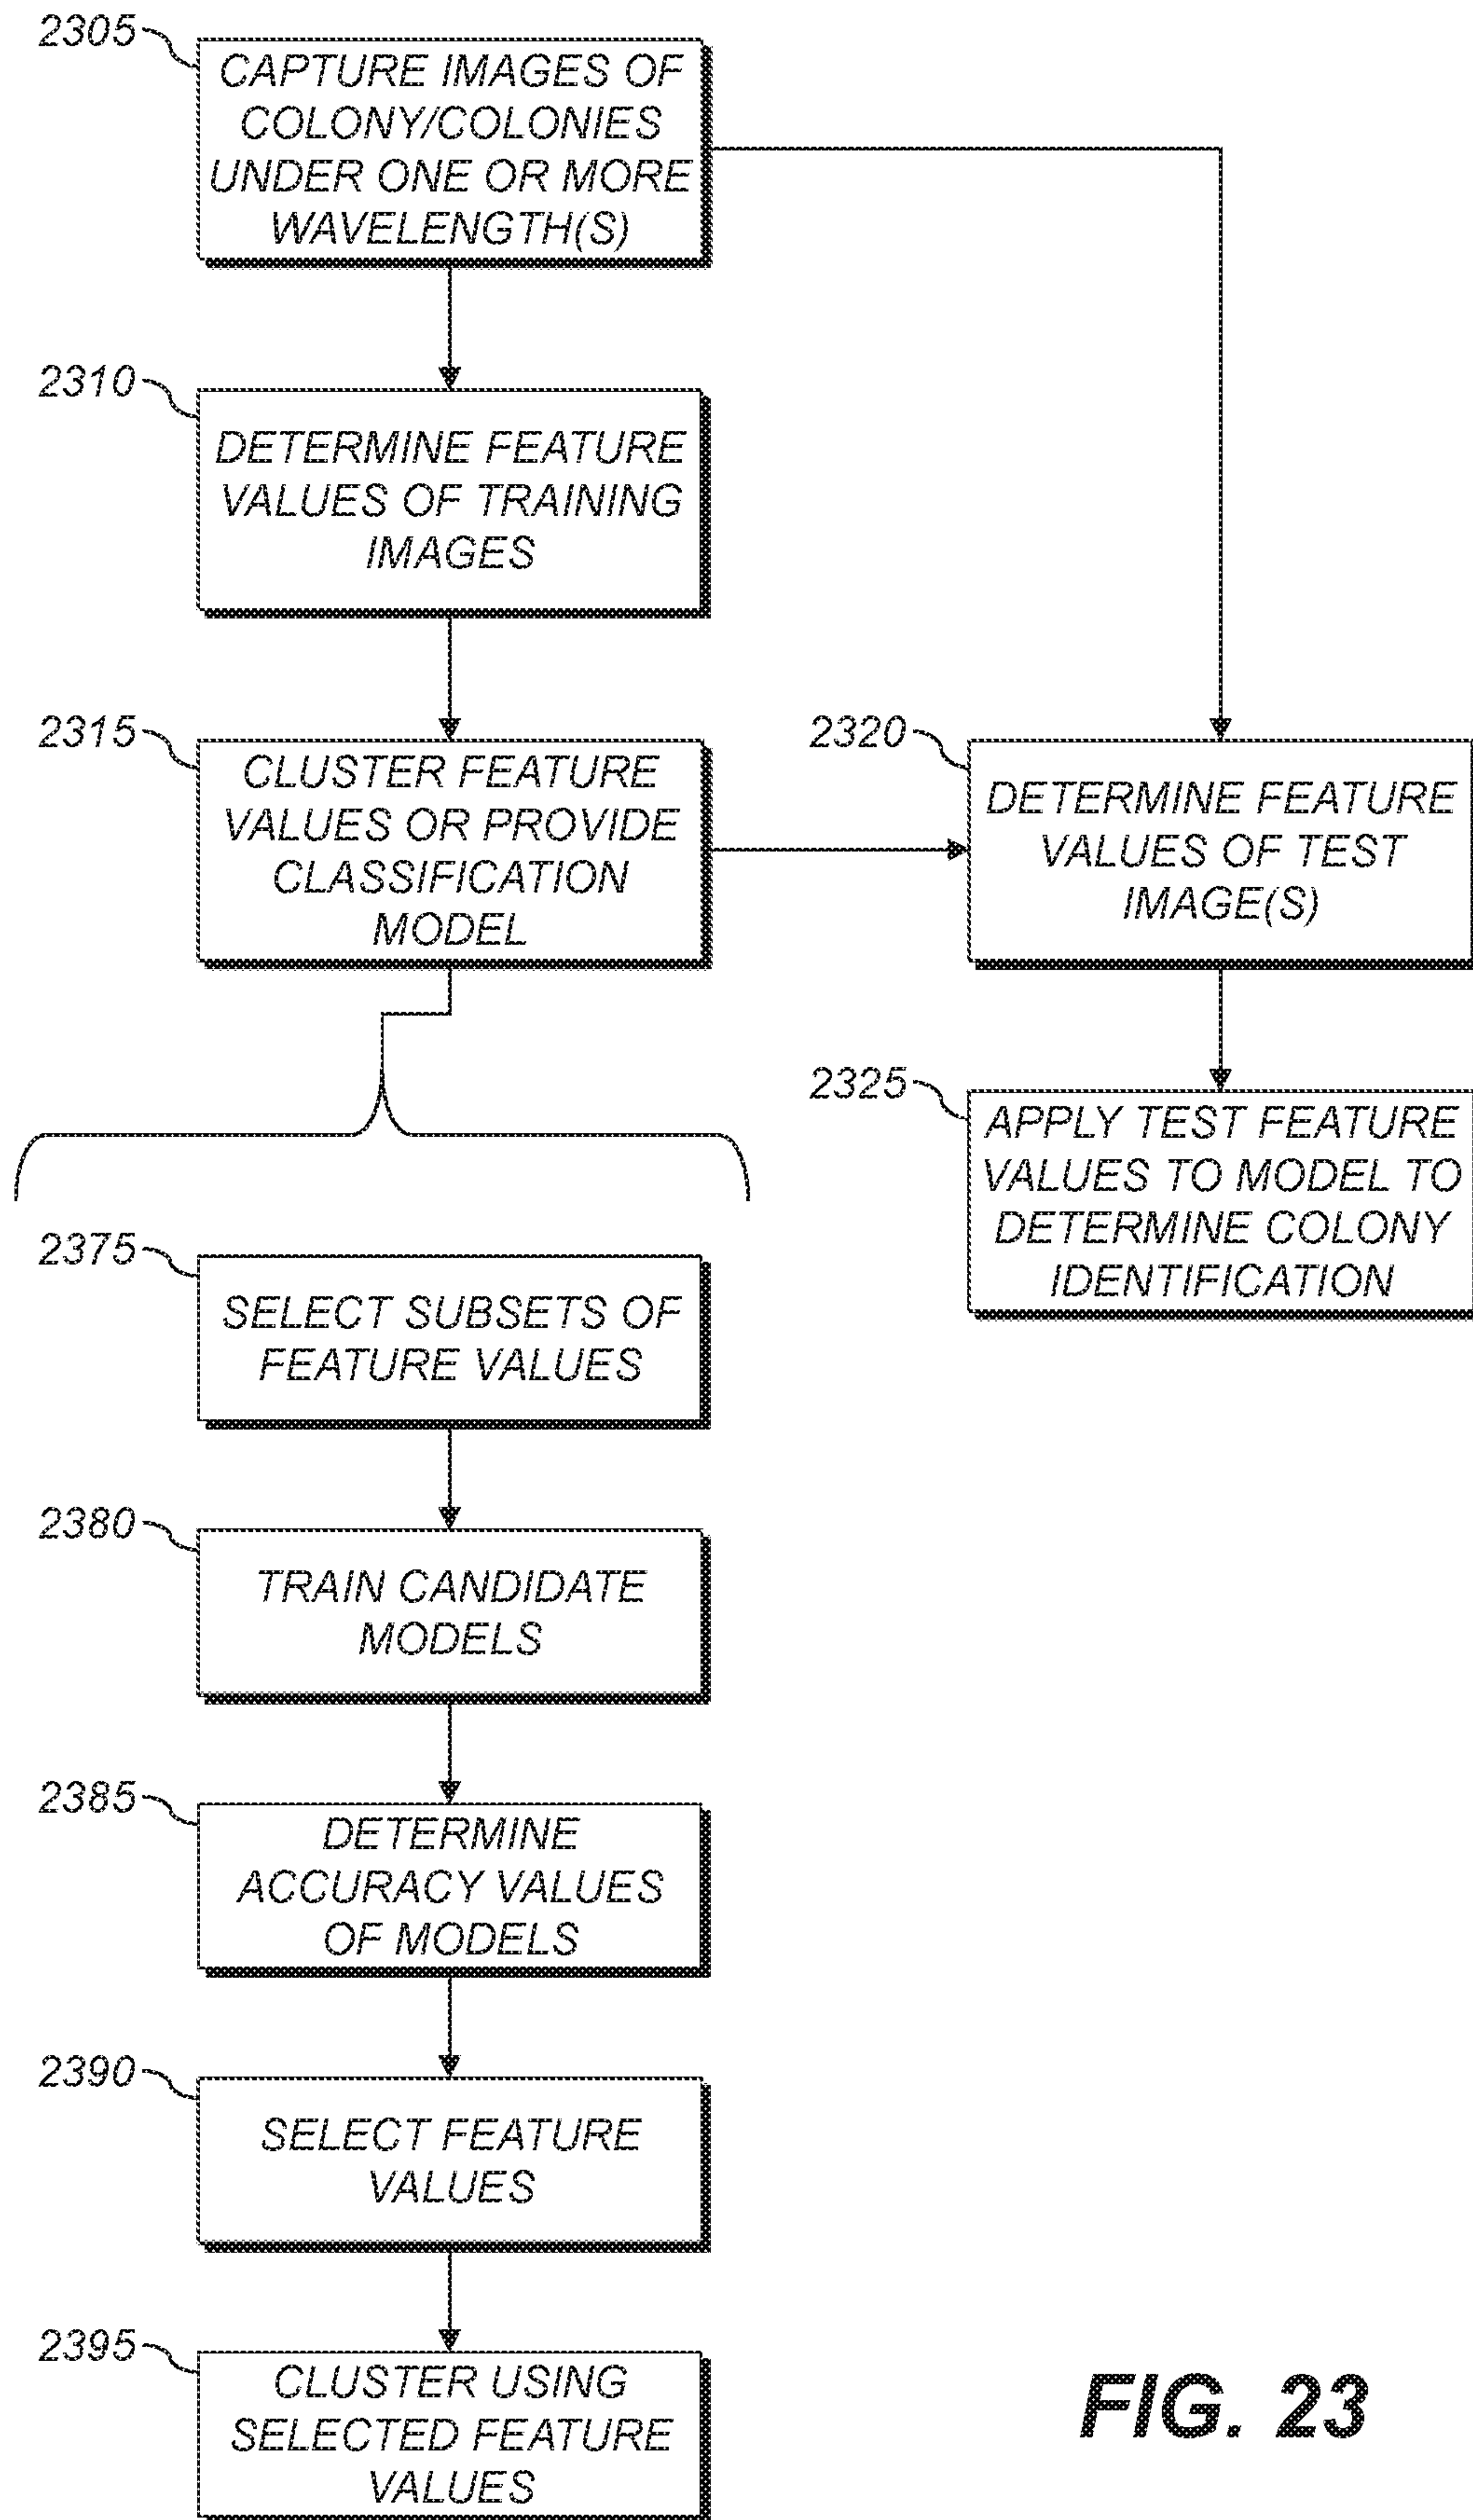 2305
CAPTURE IMAGES OF
COLONY/COLONIES
UNDER ONE OR MORE
WAVELENGTH(S)
2310
DETERMINE FEATURE
VALUES OF TRAINING
IMAGES
2315
CLUSTER FEATURE
VALUES OR PROVIDE
CLASSIFICATION
MODEL
2320
DETERMINE FEATURE
VALUES OF TEST
IMAGE(S)
2325
APPLY TEST FEATURE
VALUES TO MODEL TO
DETERMINE COLONY
IDENTIFICATION
2375
SELECT SUBSETS OF
FEATURE VALUES
2380
TRAIN CANDIDATE
MODELS
2385
DETERMINE
ACCURACY VALUES
OF MODELS
2390
SELECT FEATURE
VALUES
2395
CLUSTER USING
SELECTED FEATURE
VALUES
FIG. 23